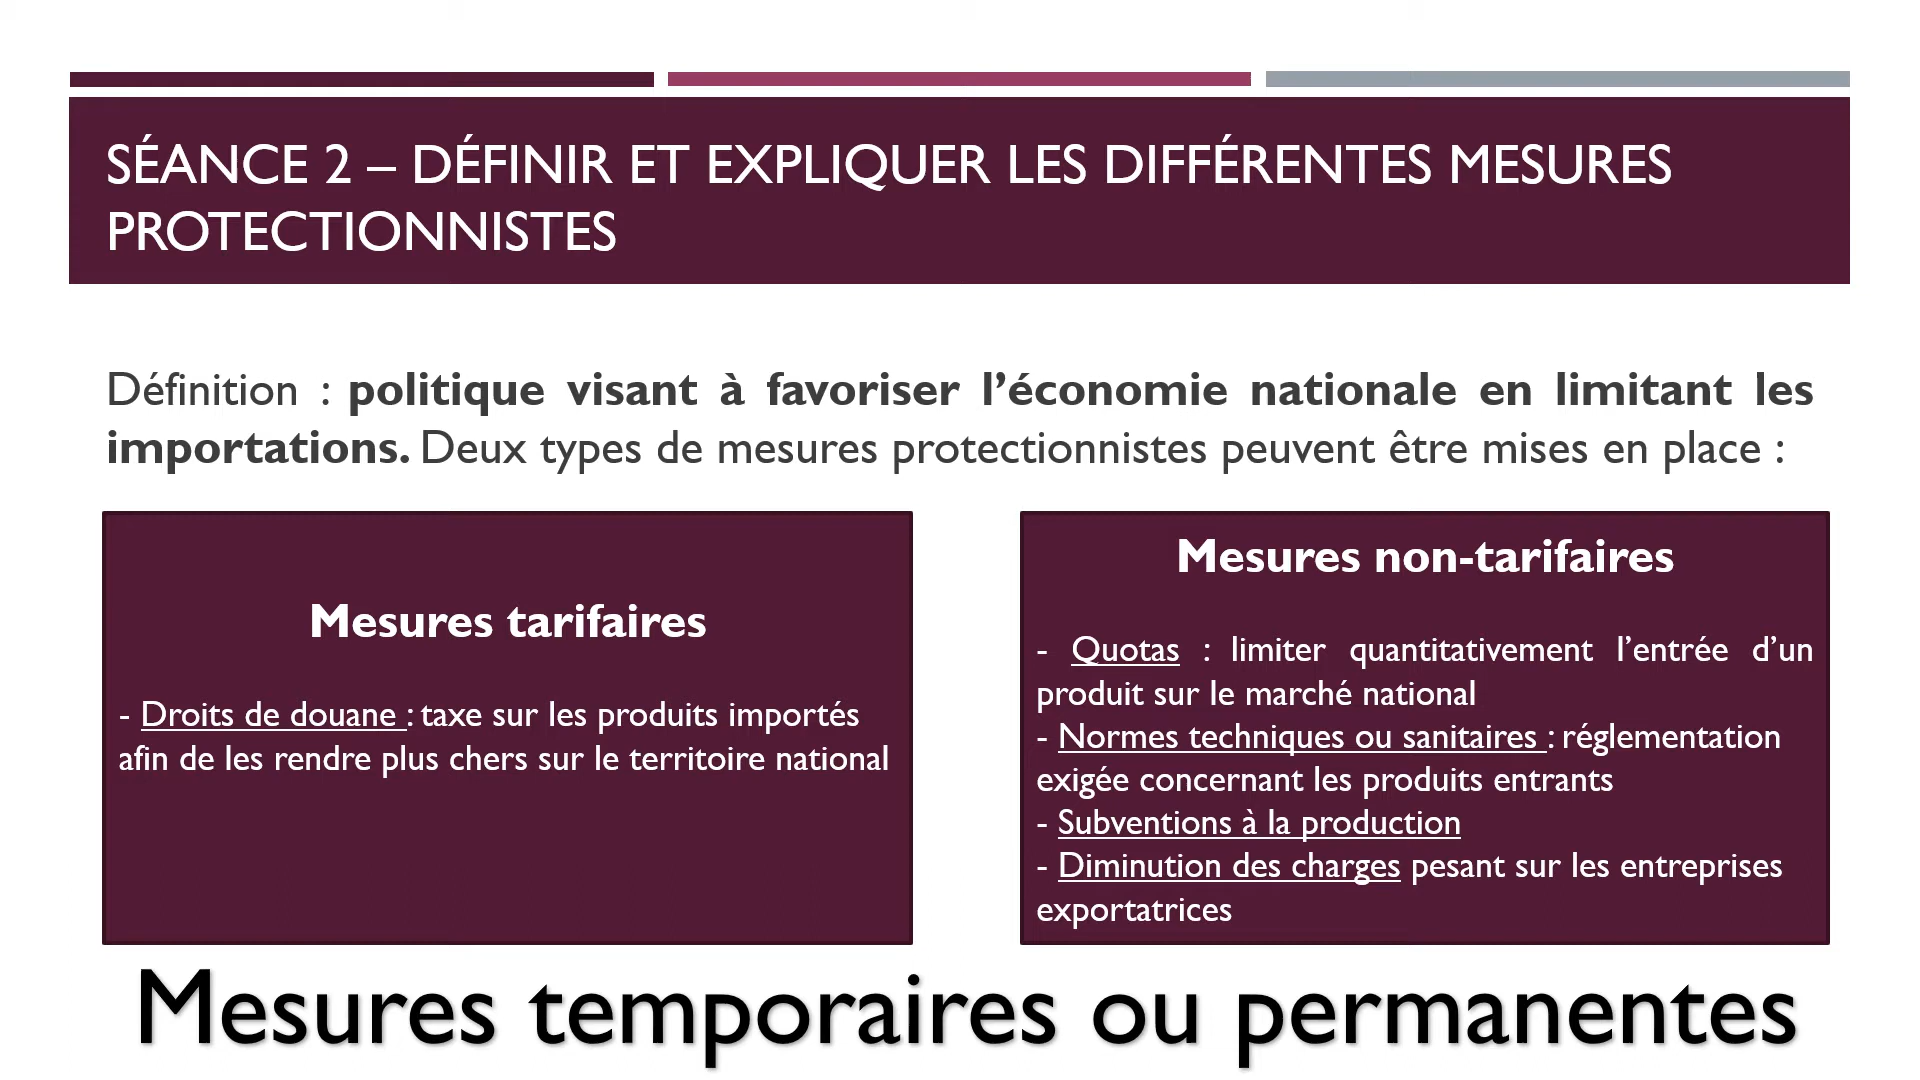 SÉANCE 2 – DÉFINIR ET EXPLIQUER LES DIFFÉRENTES MESURES
PROTECTIONNISTES
Définition : politique visant à favoriser l’économie nationale en limitant les
importations. Deux types de mesures protectionnistes peuvent être mises en place :
Mesures tarifaires
- Droits de douane : taxe sur les produits importés
afin de les rendre plus chers sur le territoire national
Mesures non-tarifaires
- Quotas : limiter quantitativement l’entrée d’un
produit sur le marché national
- Normes techniques ou sanitaires : réglementation
exigée concernant les produits entrants
- Subventions à la production
- Diminution des charges pesant sur les entreprises
exportatrices
Mesures temporaires ou permanentes